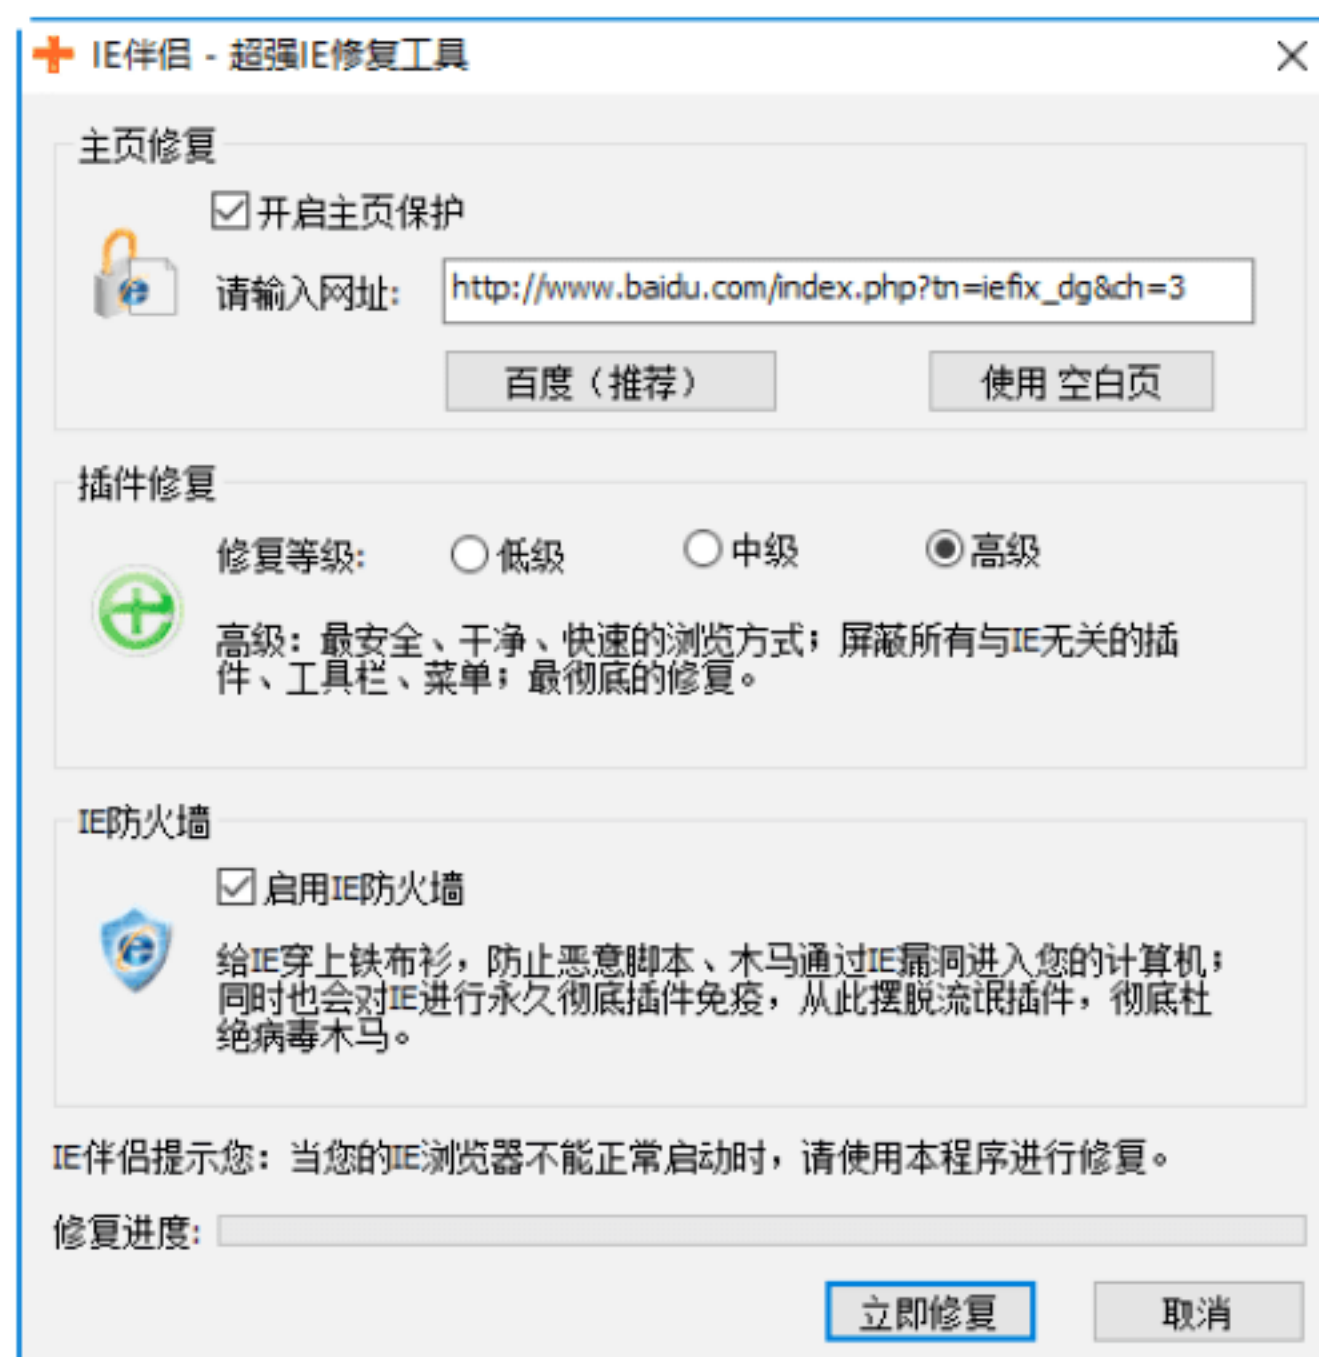 IE伴侣 - 超强IE修复工具
主页修复
开启主页保护
请输入网址: http://www.baidu.com/index.php?tn=iefix_dg&ch=3
百度（推荐） 使用 空白页
插件修复
修复等级: 低级 中级 高级
高级：最安全、干净、快速的浏览方式；屏蔽所有与IE无关的插
件、工具栏、菜单；最彻底的修复。
IE防火墙
启用IE防火墙
给IE穿上铁布衫，防止恶意脚本、木马通过IE漏洞进入您的计算机；
同时也会对IE进行永久彻底插件免疫，从此摆脱流氓插件，彻底杜
绝病毒木马。
IE伴侣提示您：当您的IE浏览器不能正常启动时，请使用本程序进行修复。
修复进度:
立即修复 取消